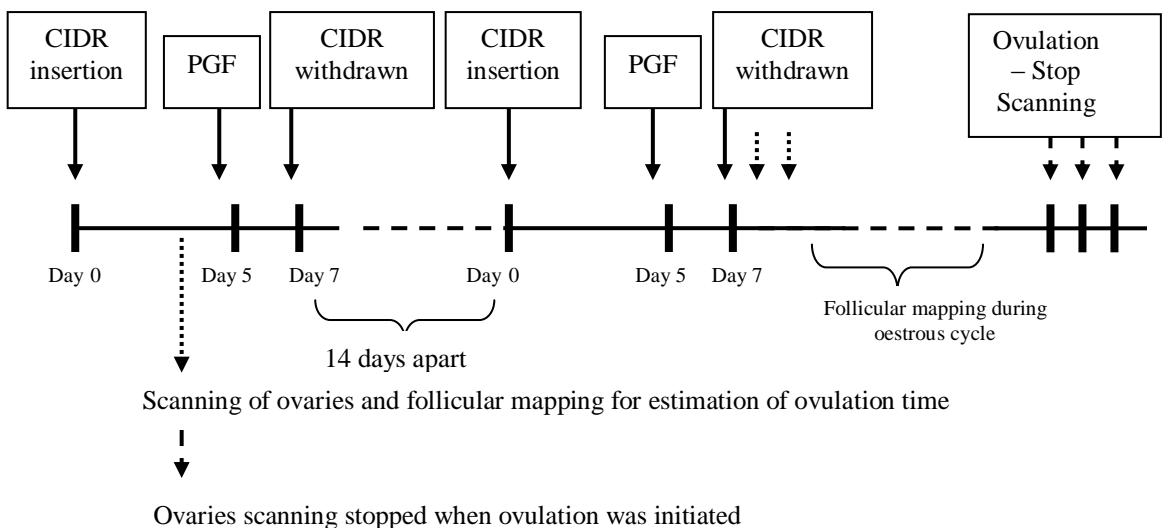 CIDR
insertion
PGF
CIDR
withdrawn
CIDR
insertion
PGF
CIDR
withdrawn
Ovulation
– Stop
Scanning
Day 0
Day 5
Day 7
Day 0
Day 5
Day 7
14 days apart
Follicular mapping during
oestrous cycle
Scanning of ovaries and follicular mapping for estimation of ovulation time
Ovaries scanning stopped when ovulation was initiated